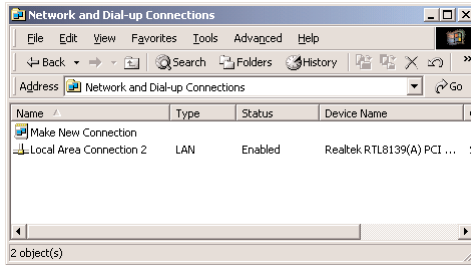 Network and Dial-up Connections
File Edit View Favorites Tools Advanced Help
Back Search Folders History
Address Network and Dial-up Connections Go
Name Type Status Device Name
Make New Connection
Local Area Connection 2 LAN Enabled Realtek RTL8139(A) PCI ...
2 object(s)